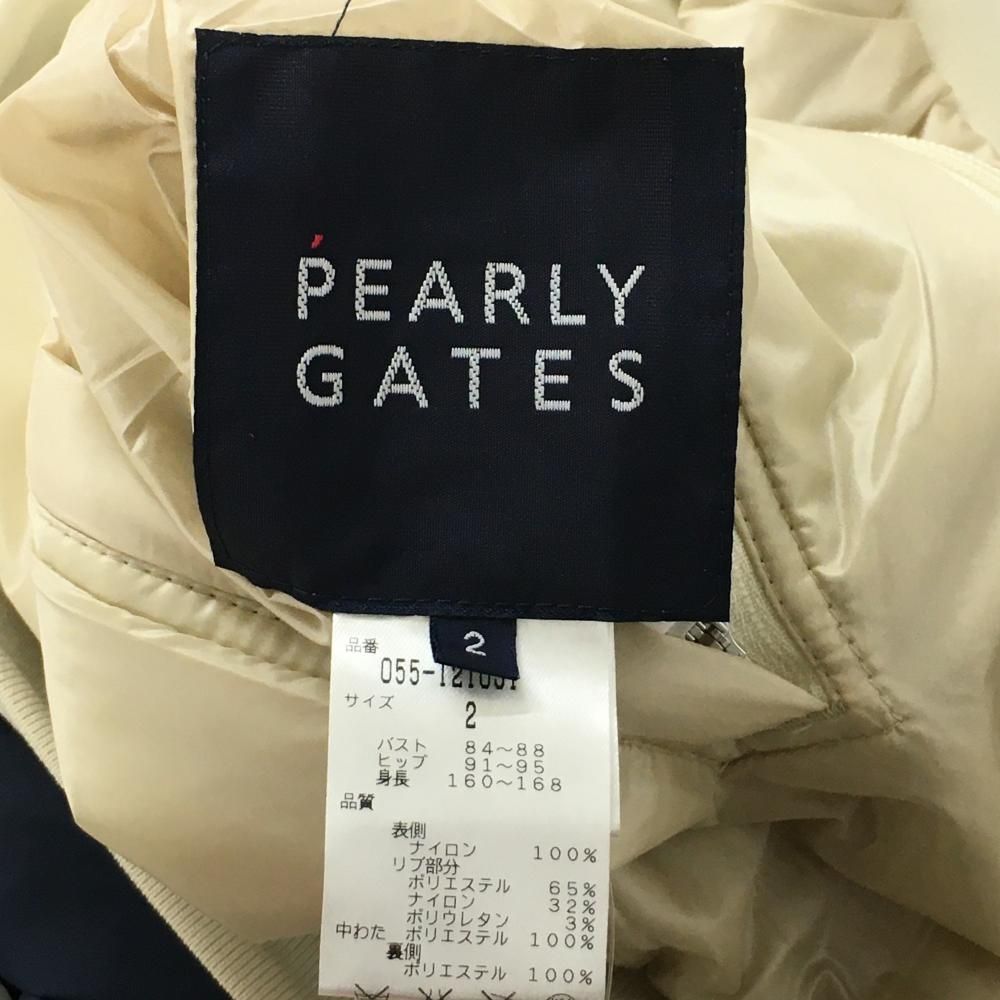 PEARLY
GATES
2
品番
サイズ
2
バスト 84～88
ヒップ 91～95
身長 160～168
品質
表側
ナイロン 100%
リブ部分
ポリエステル 65%
ナイロン 32%
ポリウレタン 3%
中わた ポリエステル 100%
裏側
ポリエステル 100%